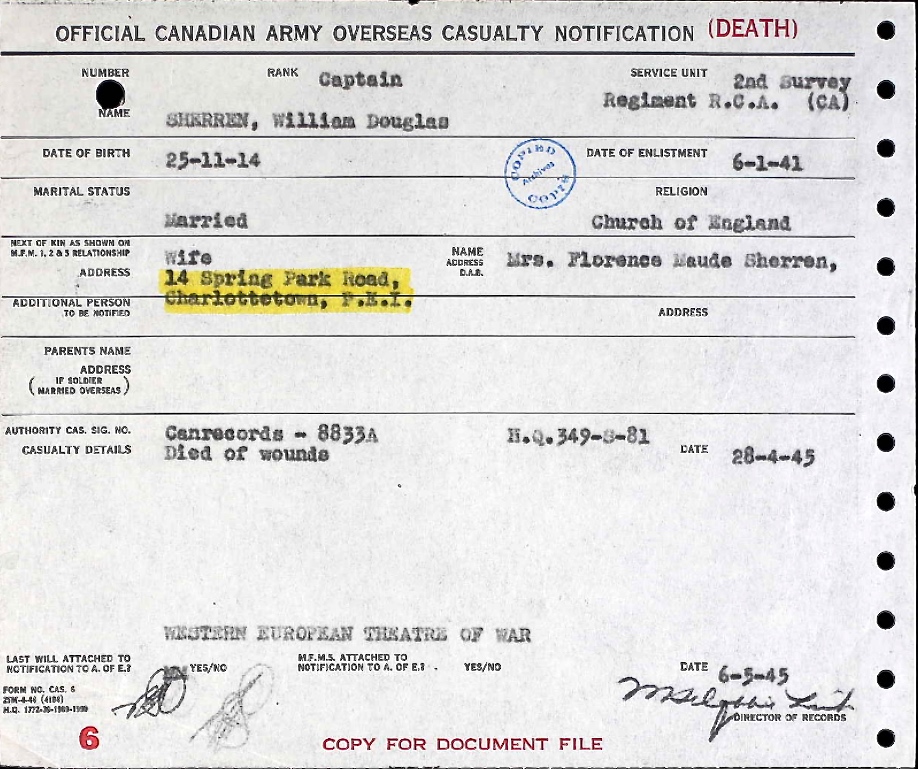 OFFICIAL CANADIAN ARMY OVERSEAS CASUALTY NOTIFICATION (DEATH)
NUMBER
RANK Captain
SERVICE UNIT 2nd Survey
Regiment R.C.A. (CA)
NAME SHERREN, William Douglas
DATE OF BIRTH 25-11-14
COPIED
Archives
COPIE
DATE OF ENLISTMENT 6-1-41
MARITAL STATUS Married
RELIGION Church of England
NEXT OF KIN AS SHOWN ON
M.F.M. 1, 2 & 5 RELATIONSHIP Wife
NAME Mrs. Florence Maude Sherren,
ADDRESS
D.A.B.
ADDRESS 14 Spring Park Road,
Charlottetown, P.E.I.
ADDITIONAL PERSON
TO BE NOTIFIED
ADDRESS
PARENTS NAME
ADDRESS
( IF SOLDIER
MARRIED OVERSEAS )
AUTHORITY CAS. SIG. NO. Canrecords - 8833A H.Q.349-S-81
CASUALTY DETAILS Died of wounds
DATE 28-4-45
WESTERN EUROPEAN THEATRE OF WAR
LAST WILL ATTACHED TO
NOTIFICATION TO A. OF E.? YES/NO
M.F.M.5. ATTACHED TO
NOTIFICATION TO A. OF E.? YES/NO
DATE 6-5-45
FORM NO. CAS. 6
DIRECTOR OF RECORDS
6
COPY FOR DOCUMENT FILE